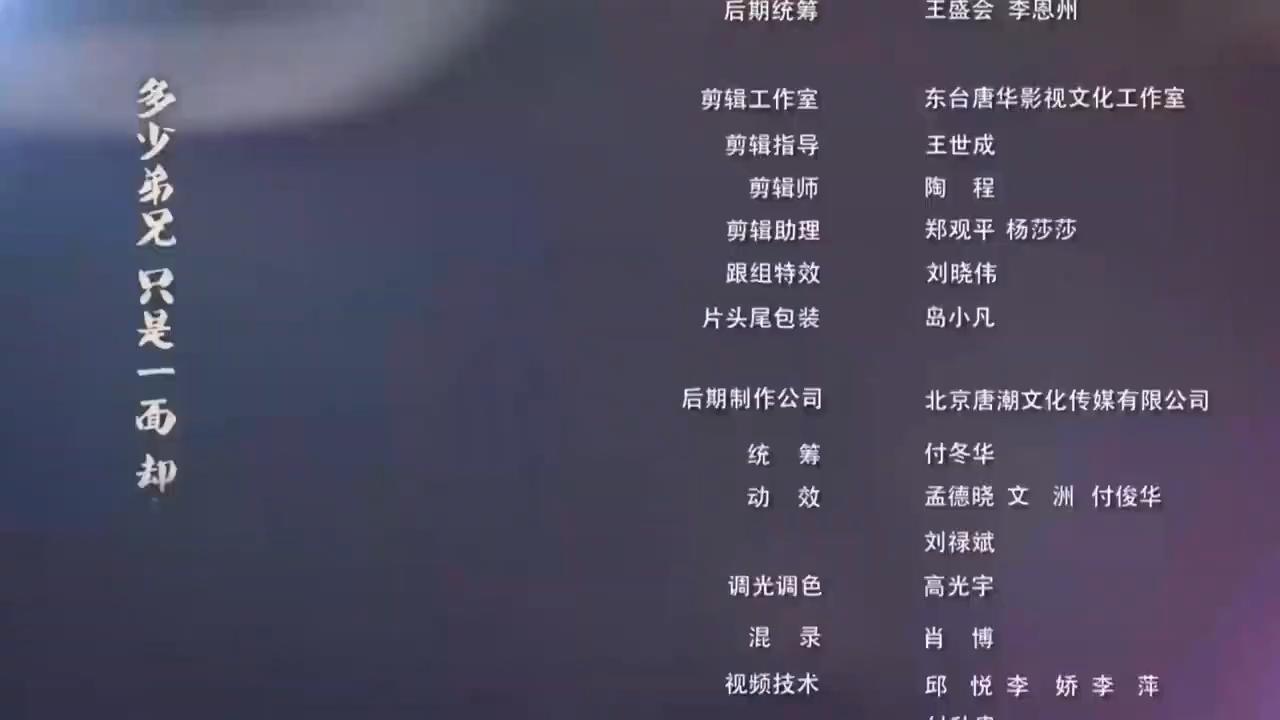 多少弟兄 只是一面 却
后期统筹 王盛会 李恩州
剪辑工作室 东台唐华影视文化工作室
剪辑指导 王世成
剪辑师 陶 程
剪辑助理 郑观平 杨莎莎
跟组特效 刘晓伟
片头尾包装 岛小凡
后期制作公司 北京唐潮文化传媒有限公司
统 筹 付冬华
动 效 孟德晓 文 洲 付俊华
刘禄斌
调光调色 高光宇
混 录 肖 博
视频技术 邱 悦 李 娇 李 萍